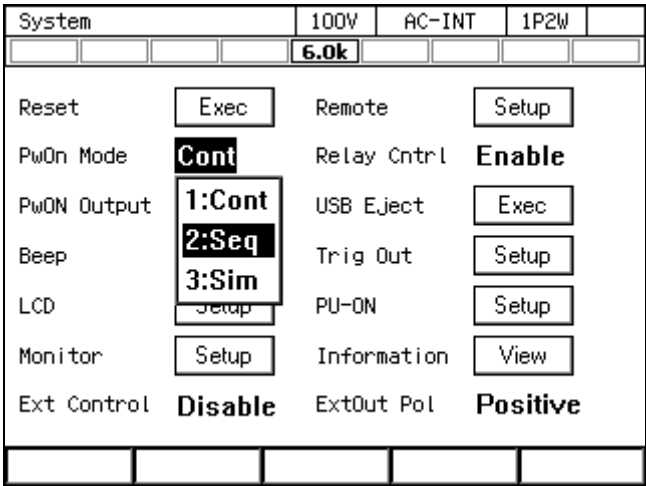 System 100V AC-INT 1P2W
6.0k
Reset Exec Remote Setup
PwOn Mode Cont Relay Cntrl Enable
PwON Output 1:Cont USB Eject Exec
2:Seq
Beep Trig Out Setup
3:Sim
LCD Setup PU-ON Setup
Monitor Setup Information View
Ext Control Disable ExtOut Pol Positive